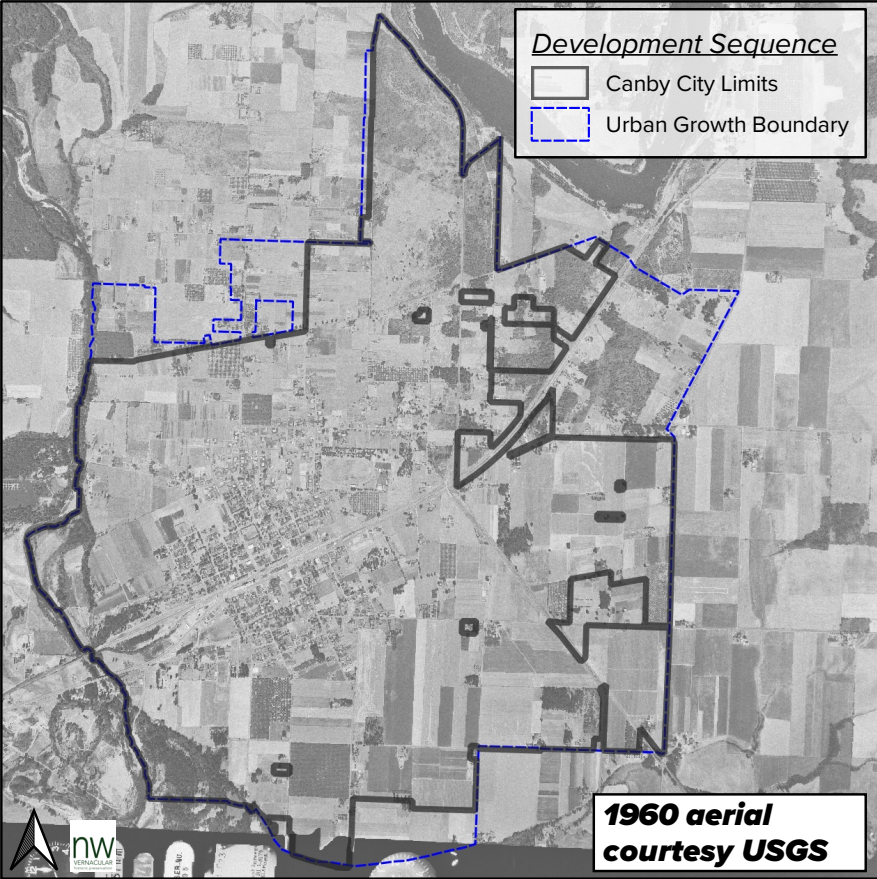 Development Sequence
Canby City Limits
Urban Growth Boundary
1960 aerial
courtesy USGS
nw
VERNACULAR